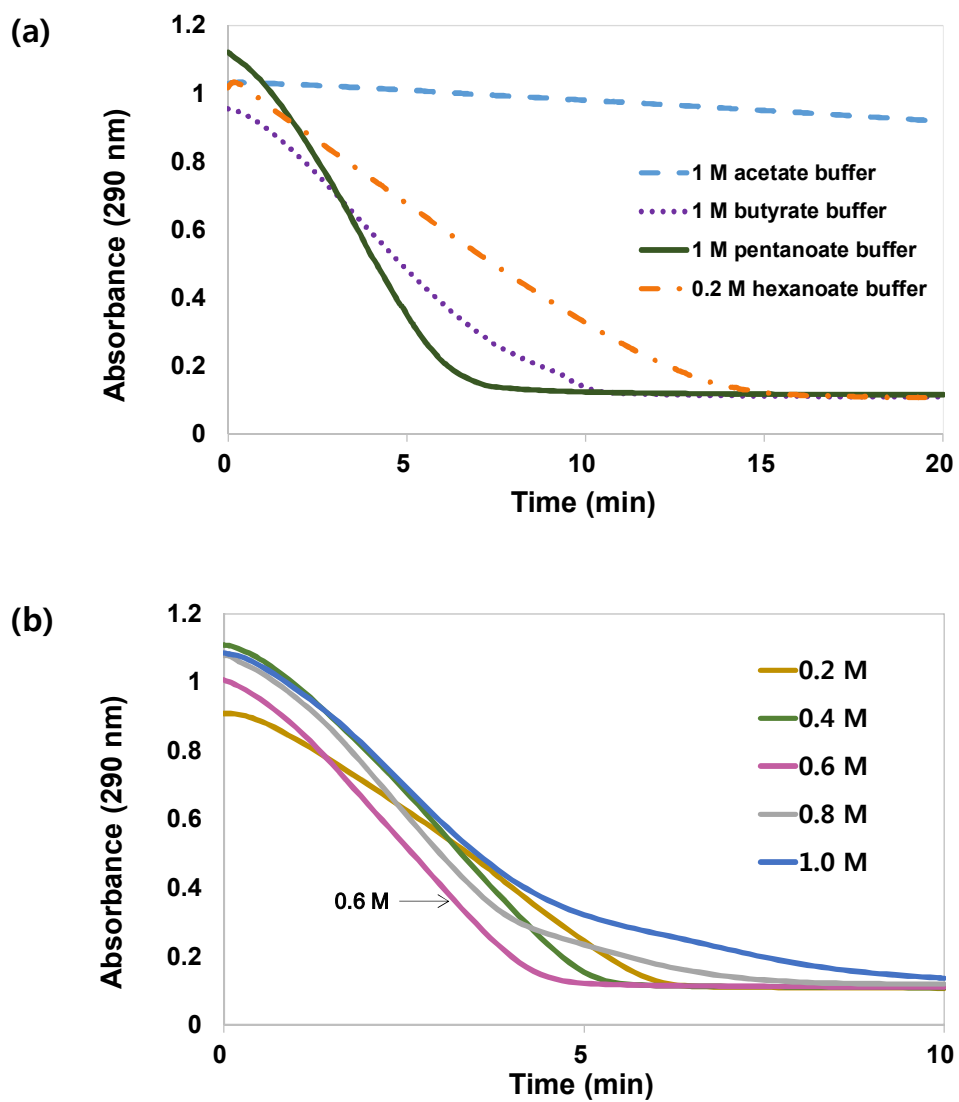 (a)
1.2
1
0.8
0.6
0.4
0.2
0
Absorbance (290 nm)
1 M acetate buffer
1 M butyrate buffer
1 M pentanoate buffer
0.2 M hexanoate buffer
0 5 10 15 20
Time (min)
(b)
1.2
1
0.8
0.6
0.4
0.2
0
Absorbance (290 nm)
0.2 M
0.4 M
0.6 M
0.8 M
1.0 M
0.6 M
0 5 10
Time (min)